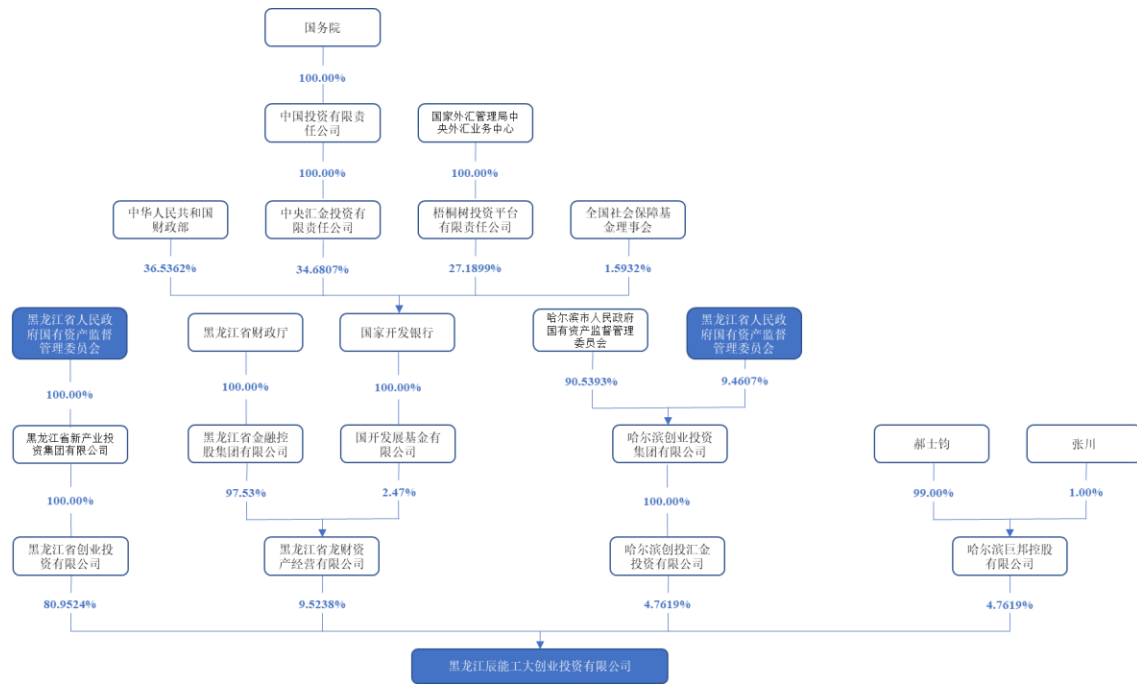 国务院
100.00%
中国投资有限责
任公司
国家外汇管理局中
央外汇业务中心
100.00%
100.00%
中华人民共和国
财政部
中央汇金投资有
限责任公司
梧桐树投资平台
有限责任公司
全国社会保障基
金理事会
36.5362%
34.6807%
27.1899%
1.5932%
黑龙江省人民政
府国有资产监督
管理委员会
黑龙江省财政厅
国家开发银行
哈尔滨市人民政府
国有资产监督管理
委员会
黑龙江省人民政
府国有资产监督
管理委员会
100.00%
100.00%
100.00%
90.5393%
9.4607%
黑龙江省新产业投
资集团有限公司
黑龙江省金融控
股集团有限公司
国开发展基金有
限公司
哈尔滨创业投资
集团有限公司
郝士钧
张川
100.00%
97.53%
2.47%
100.00%
99.00%
1.00%
黑龙江省创业投
资有限公司
黑龙江省龙财资
产经营有限公司
哈尔滨创投汇金
投资有限公司
哈尔滨巨邦控股
有限公司
80.9524%
9.5238%
4.7619%
4.7619%
黑龙江辰能工大创业投资有限公司